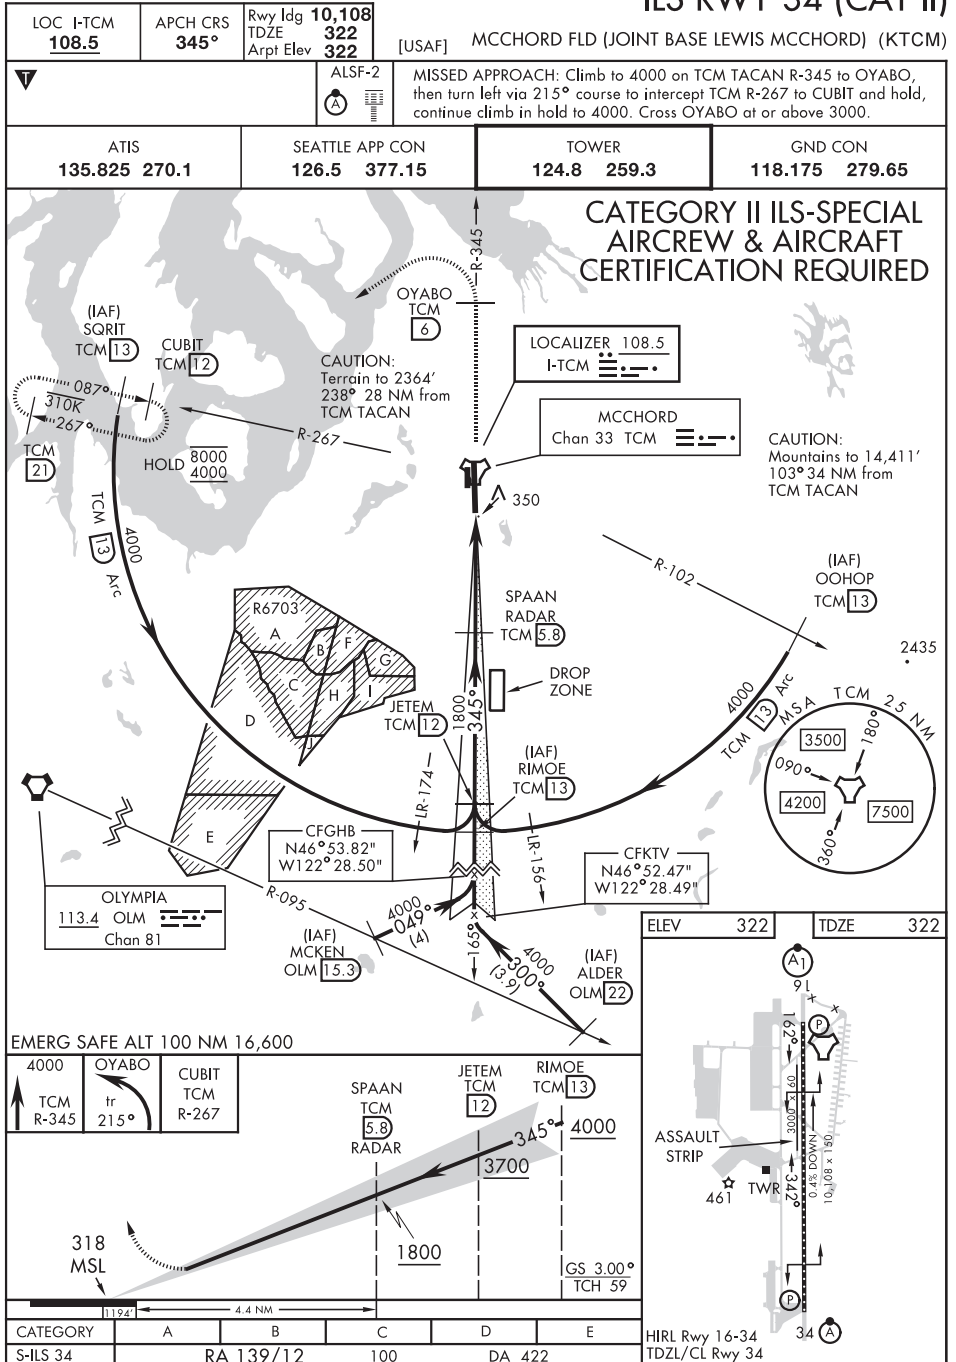 ILS RWY 34 (CAT II)
LOC I-TCM
108.5
APCH CRS
345°
Rwy ldg 10,108
TDZE 322
Arpt Elev 322
[USAF] MCCHORD FLD (JOINT BASE LEWIS MCCHORD) (KTCM)
T
ALSF-2
A
MISSED APPROACH: Climb to 4000 on TCM TACAN R-345 to OYABO,
then turn left via 215° course to intercept TCM R-267 to CUBIT and hold,
continue climb in hold to 4000. Cross OYABO at or above 3000.
ATIS
135.825 270.1
SEATTLE APP CON
126.5 377.15
TOWER
124.8 259.3
GND CON
118.175 279.65
CATEGORY II ILS-SPECIAL
AIRCREW & AIRCRAFT
CERTIFICATION REQUIRED
R-345
OYABO
TCM
6
(IAF)
SQRIT
TCM 13
CUBIT
TCM 12
LOCALIZER 108.5
I-TCM
CAUTION:
Terrain to 2364'
238° 28 NM from
TCM TACAN
087°
310K
267°
TCM
21
HOLD 8000
4000
R-267
MCCHORD
Chan 33 TCM
CAUTION:
Mountains to 14,411'
103° 34 NM from
TCM TACAN
350
TCM 13 Arc
4000
R-102
(IAF)
OOHOP
TCM 13
2435
R6703
A
B
F
G
C
H
I
D
J
E
SPAAN
RADAR
TCM 5.8
DROP
ZONE
JETEM
TCM 12
1800
345°
4000
TCM 13 Arc
MSA TCM 25 NM
3500
180°
090°
4200
7500
360°
(IAF)
RIMOE
TCM 13
LR-174
LR-156
CFGHB
N46°53.82"
W122°28.50"
CFKTV
N46°52.47"
W122°28.49"
OLYMPIA
113.4 OLM
Chan 81
R-095
4000
049°
(4)
(IAF)
MCKEN
OLM 15.3
165°
4000
300°
(3.9)
(IAF)
ALDER
OLM 22
EMERG SAFE ALT 100 NM 16,600
ELEV 322
TDZE 322
A1
16
L
P
162°
3000 x 60
ASSAULT
STRIP
0.4% DOWN
10,108 x 150
TWR
461
342°
P
34 A
HIRL Rwy 16-34
TDZL/CL Rwy 34
4000
TCM
R-345
OYABO
tr
215°
CUBIT
TCM
R-267
SPAAN
TCM
5.8
RADAR
JETEM
TCM
12
RIMOE
TCM 13
345°
4000
3700
1800
318
MSL
GS 3.00°
TCH 59
1194'
4.4 NM
CATEGORY A B C D E
S-ILS 34 RA 139/12 100 DA 422